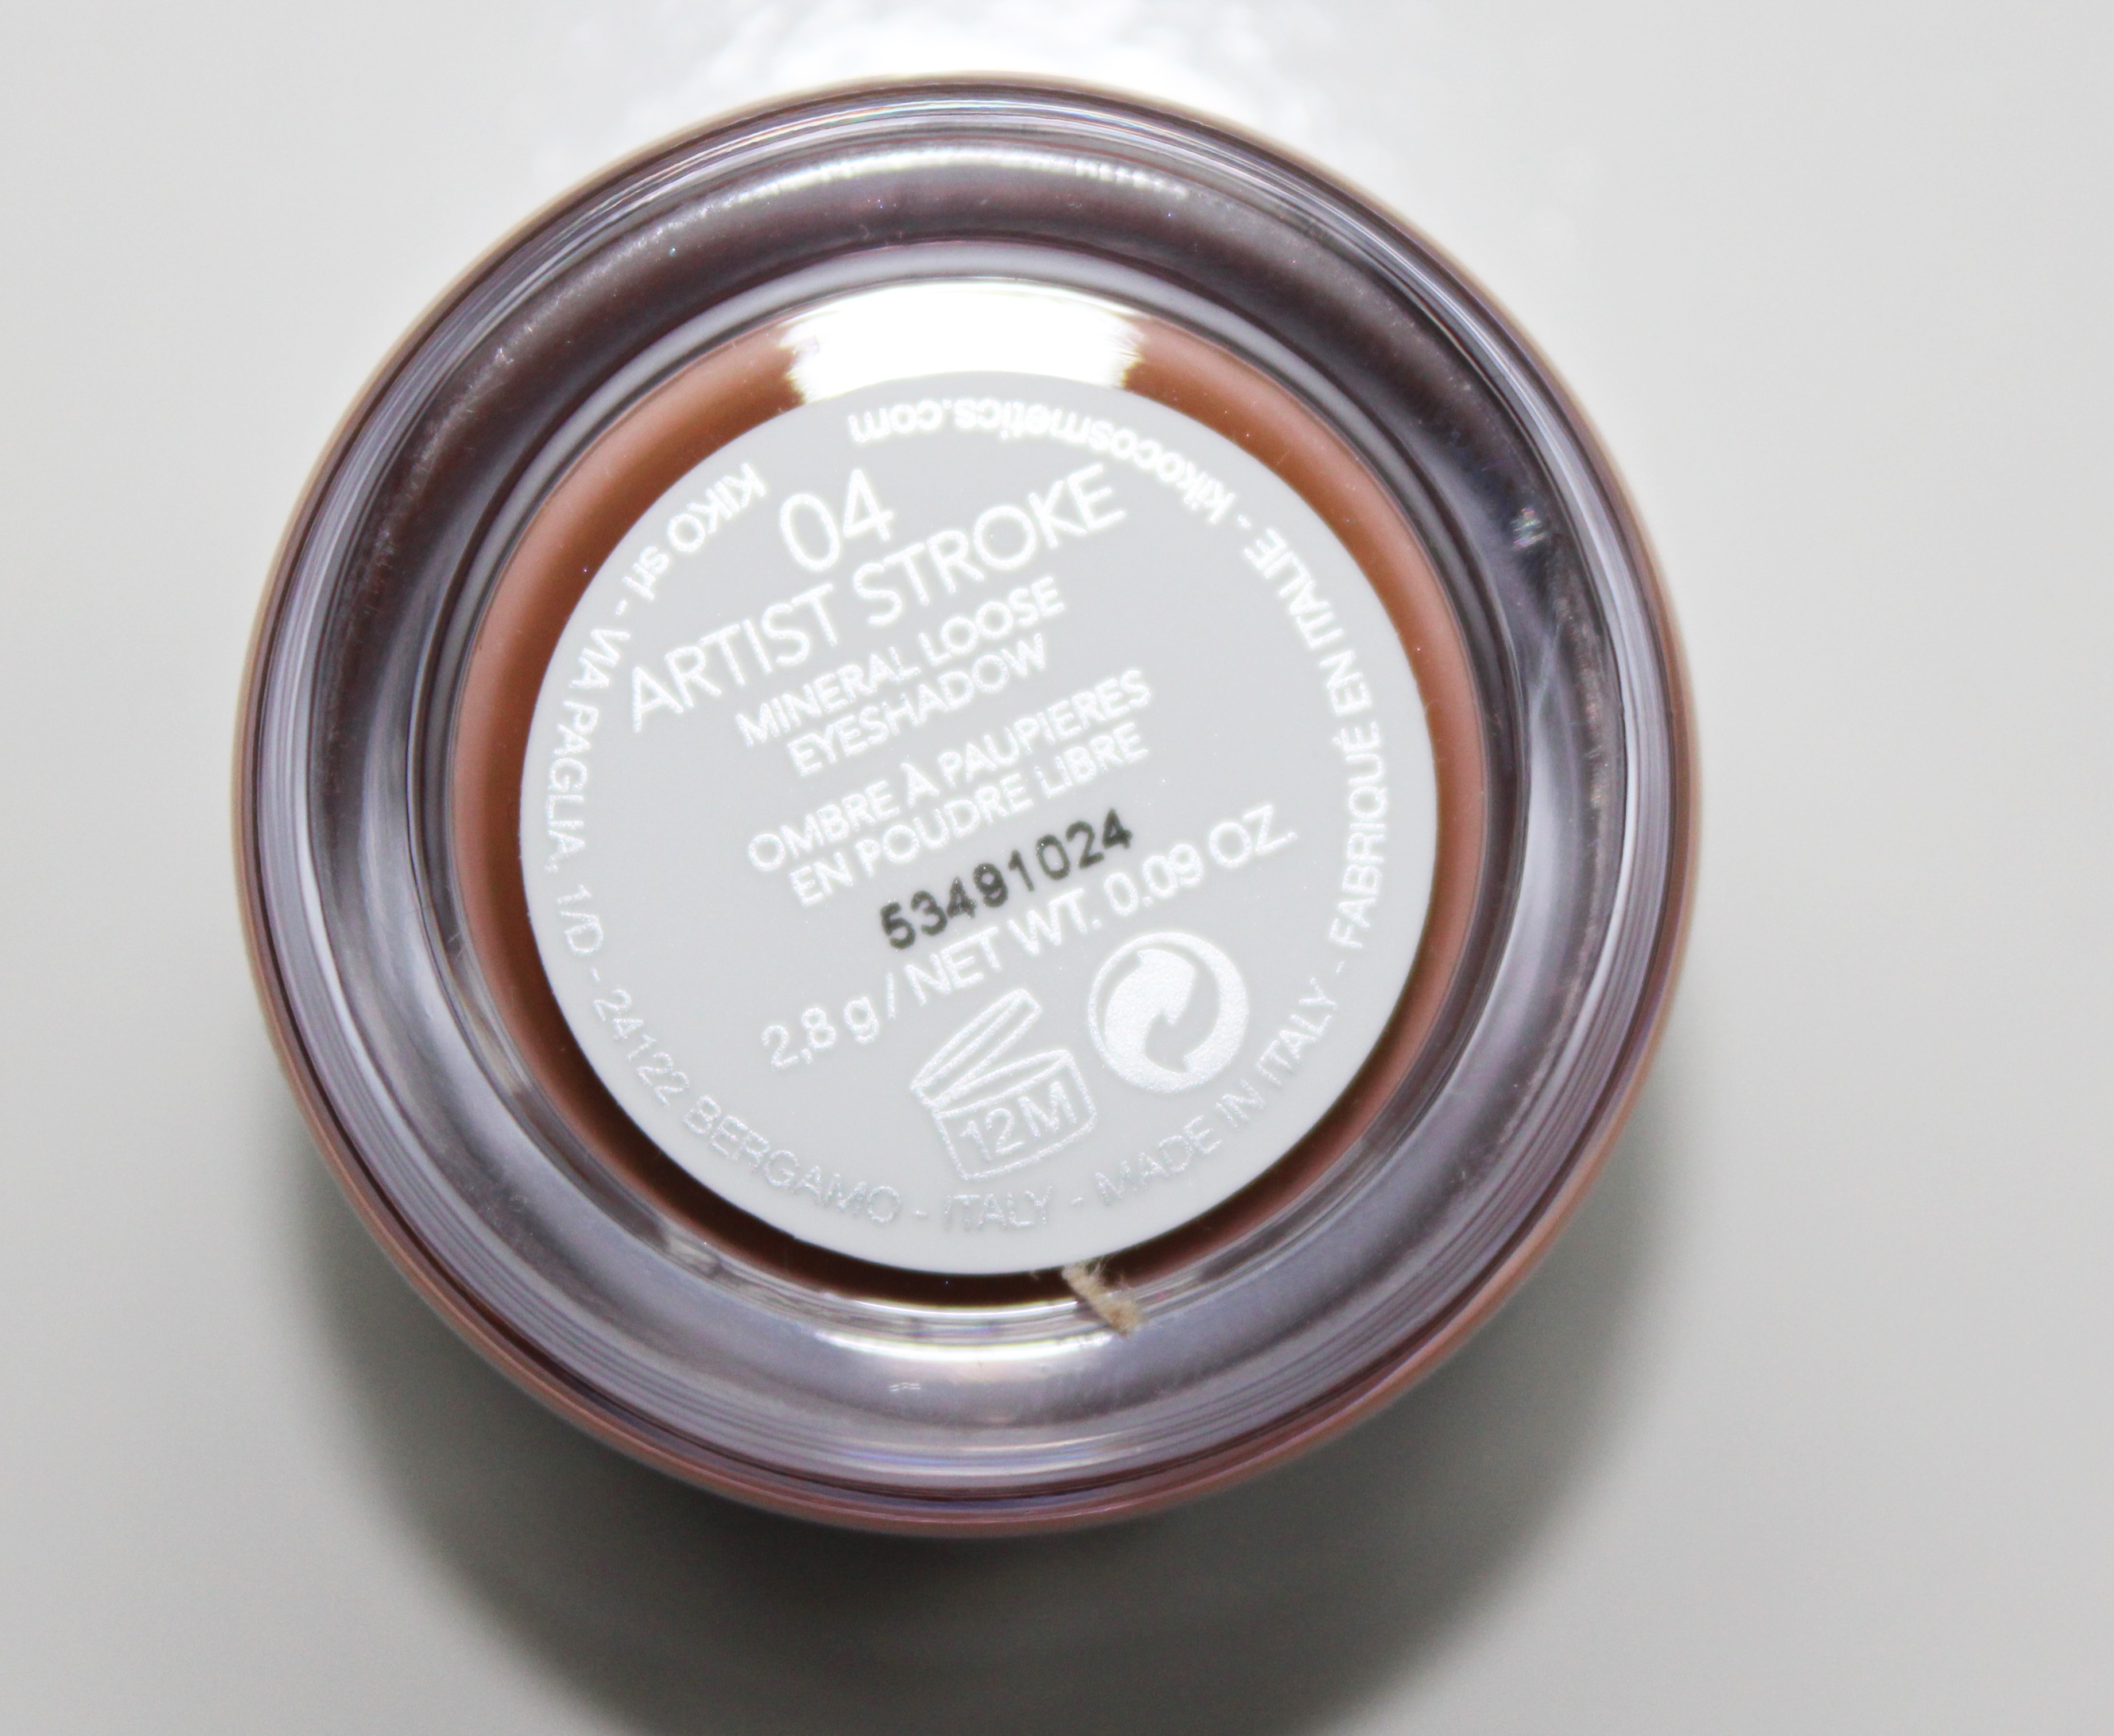 04
ARTIST STROKE
MINERAL LOOSE
EYESHADOW
OMBRE À PAUPIERES
EN POUDRE LIBRE
53491024
2,8 g / NET WT. 0.09 OZ.
12M
KIKO srl - VIA PAGLIA, 1/D - 24122 BERGAMO - ITALY - MADE IN ITALY - FABRIQUÉ EN ITALIE - kikocosmetics.com